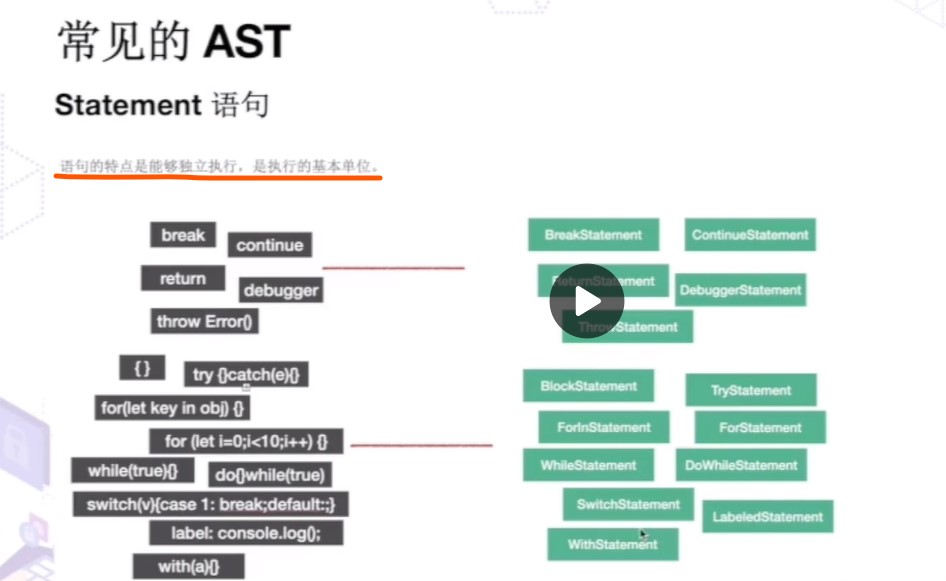 常见的 AST
Statement 语句
语句的特点是能够独立执行，是执行的基本单位。
break
continue
return
debugger
throw Error()
{ }
try {}catch(e){}
for(let key in obj) {}
for (let i=0;i<10;i++) {}
while(true){}
do{}while(true)
switch(v){case 1: break;default:;}
label: console.log();
with(a){}
BreakStatement
ContinueStatement
ReturnStatement
DebuggerStatement
ThrowStatement
BlockStatement
TryStatement
ForInStatement
ForStatement
WhileStatement
DoWhileStatement
SwitchStatement
LabeledStatement
WithStatement